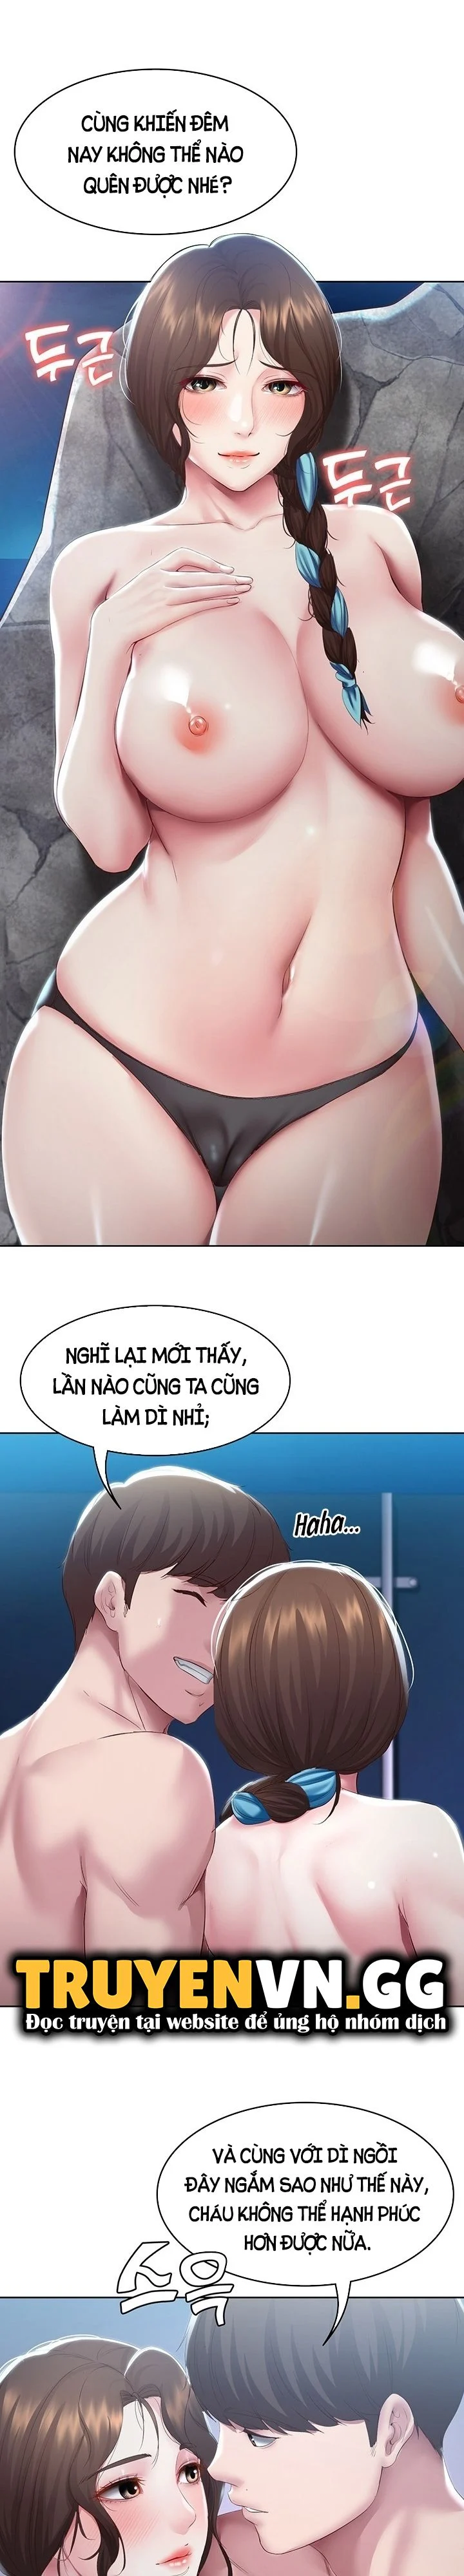 CÙNG KHIẾN ĐÊM
NAY KHÔNG THỂ NÀO
QUÊN ĐƯỢC NHÉ?
두근
두근
NGHĨ LẠI MỚI THẤY,
LẦN NÀO CŨNG TA CŨNG
LÀM DÌ NHỈ;
Haha...
TRUYENVN.GG
Đọc truyện tại website để ủng hộ nhóm dịch
VÀ CÙNG VỚI DÌ NGỒI
ĐÂY NGẮM SAO NHƯ THẾ NÀY,
CHÁU KHÔNG THỂ HẠNH PHÚC
HƠN ĐƯỢC NỮA.
스윽